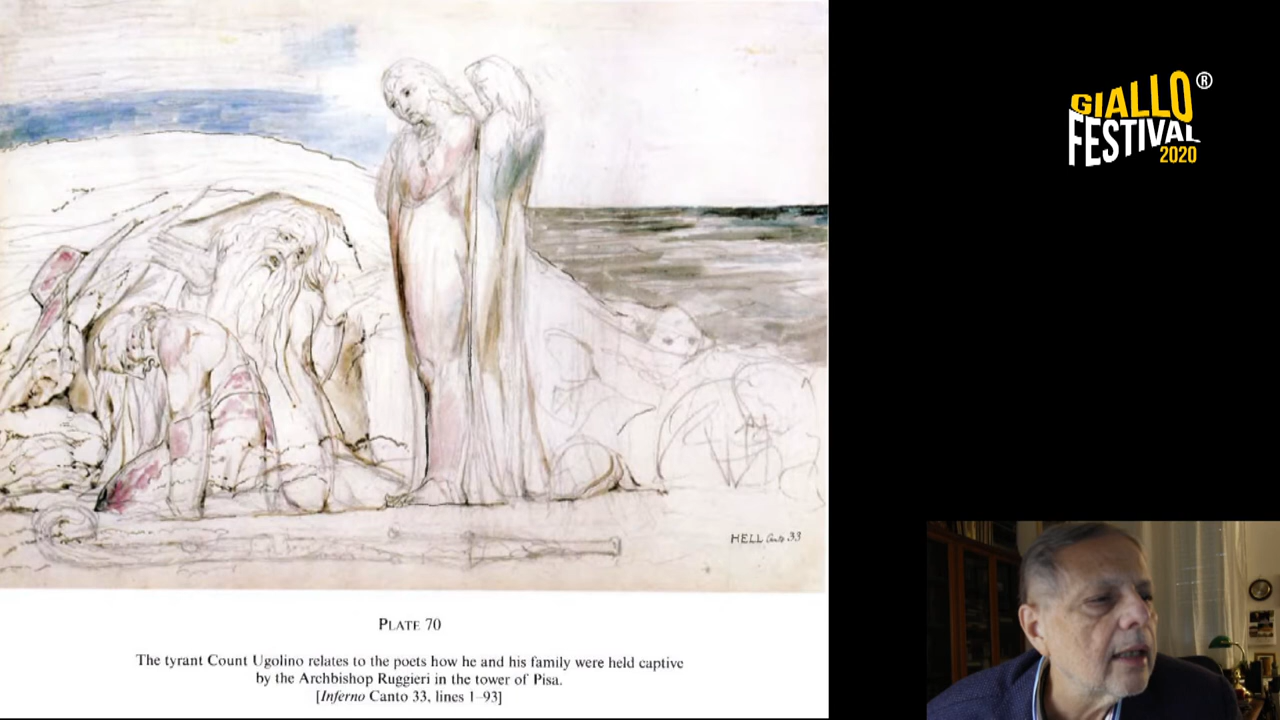 GIALLO ®
FESTIVAL
2020
HELL Canto 33
PLATE 70
The tyrant Count Ugolino relates to the poets how he and his family were held captive
by the Archbishop Ruggieri in the tower of Pisa.
[Inferno Canto 33, lines 1–93]